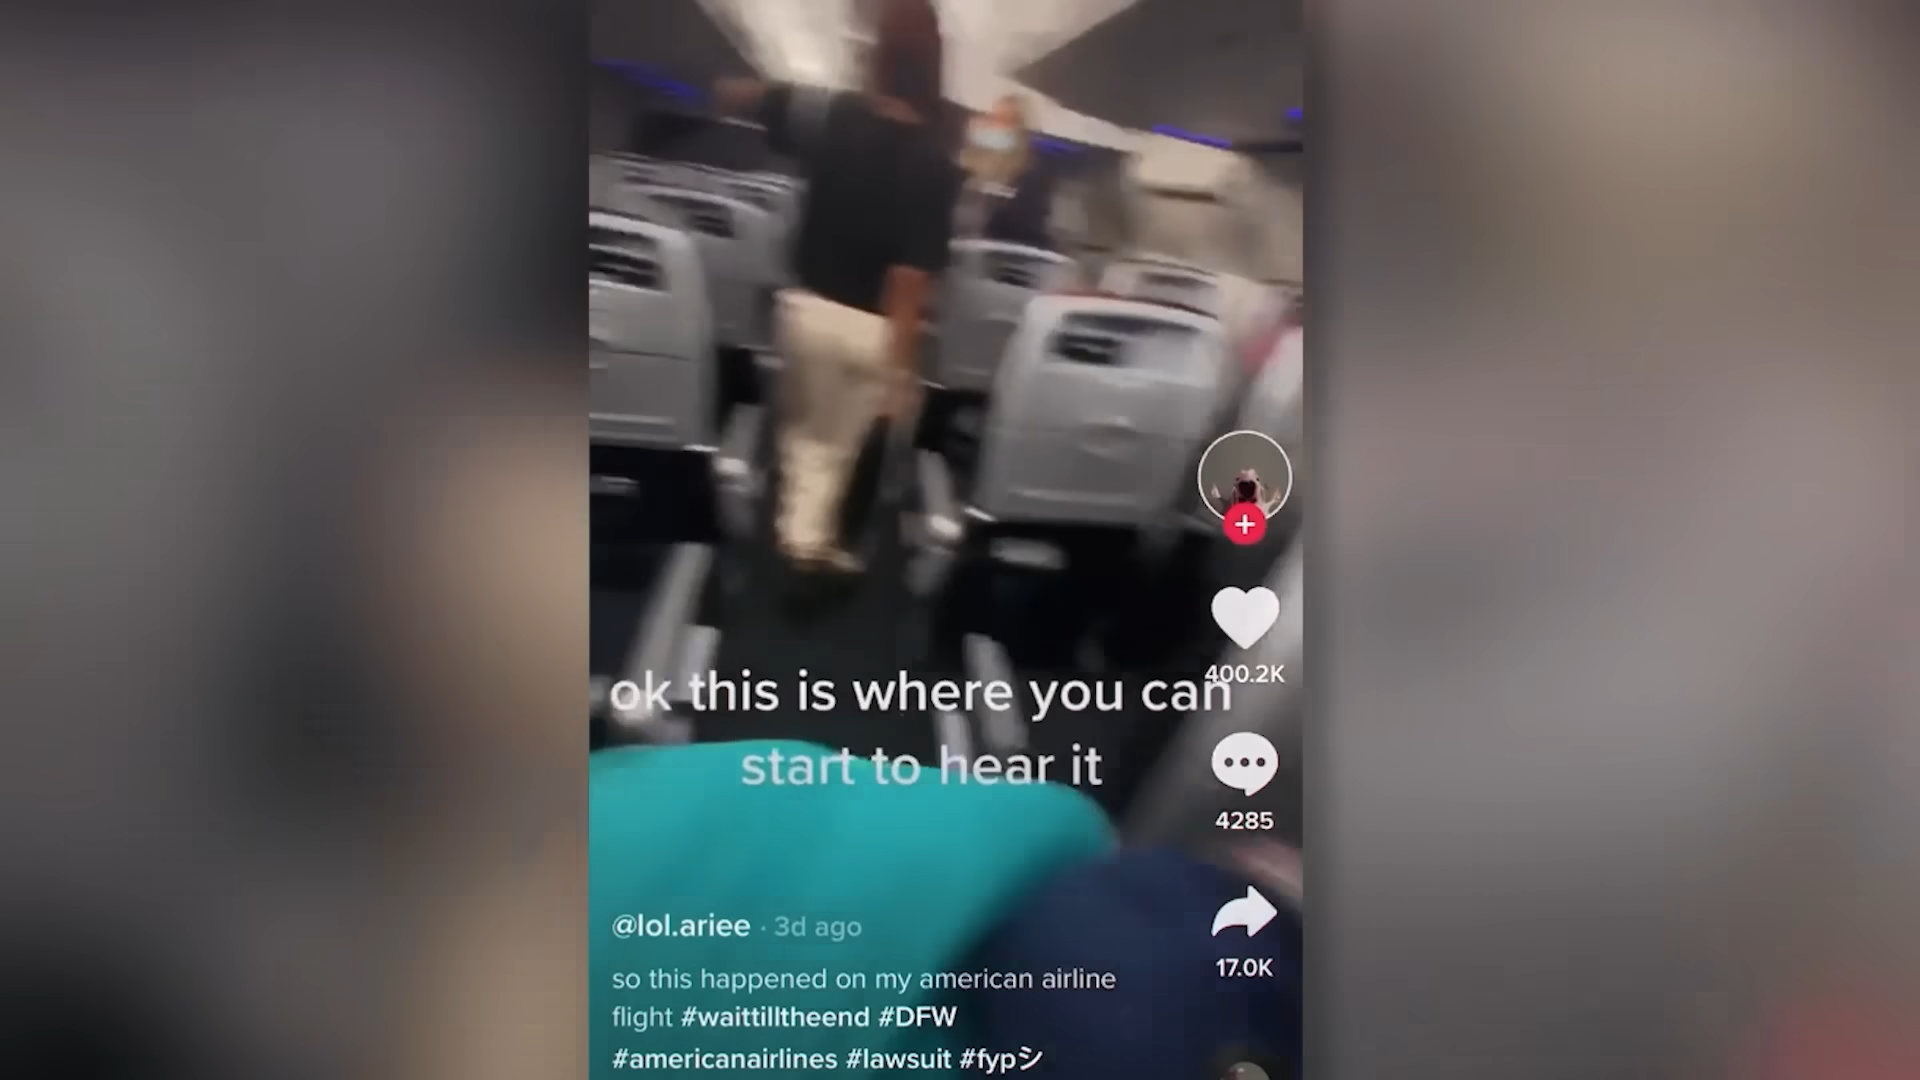 ok this is where you can
start to hear it
400.2K
4285
17.0K
@lol.ariee · 3d ago
so this happened on my american airline
flight #waittilltheend #DFW
#americanairlines #lawsuit #fypシ